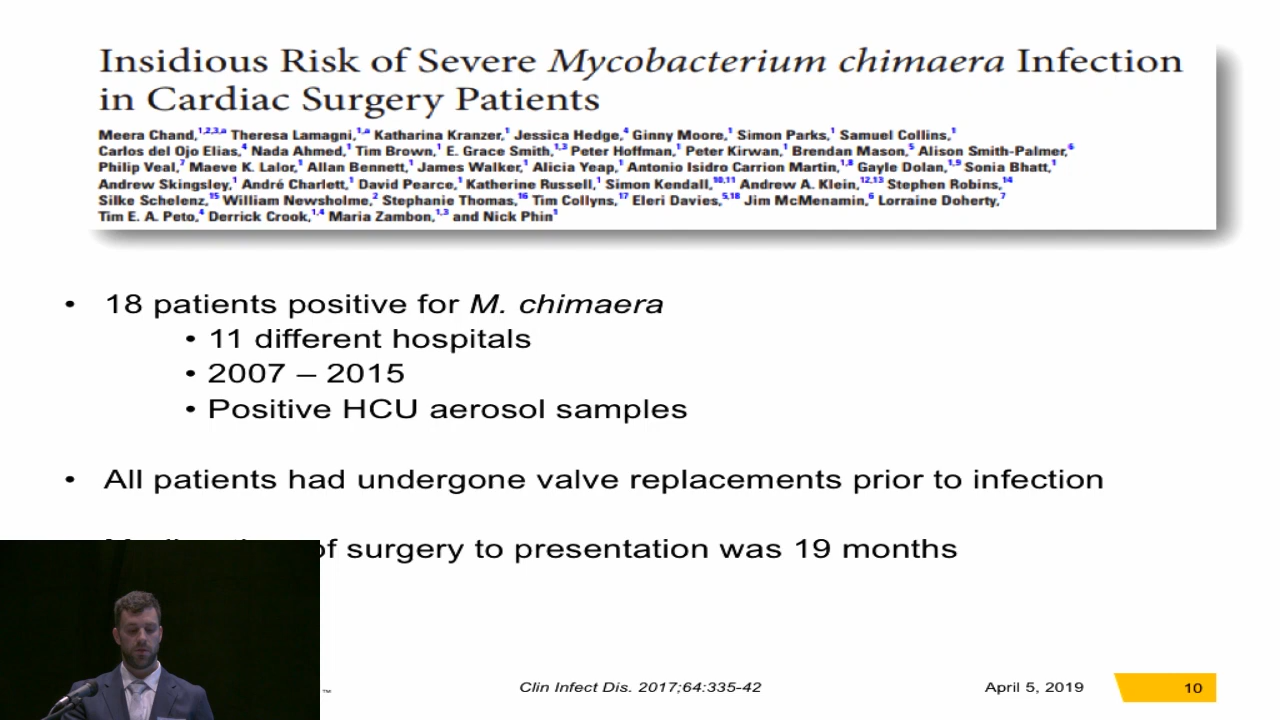 Insidious Risk of Severe Mycobacterium chimaera Infection
in Cardiac Surgery Patients
Meera Chand,1,2,3,a Theresa Lamagni,1,a Katharina Kranzer,1 Jessica Hedge,4 Ginny Moore,1 Simon Parks,1 Samuel Collins,1
Carlos del Ojo Elias,4 Nada Ahmed,1 Tim Brown,1 E. Grace Smith,1,3 Peter Hoffman,1 Peter Kirwan,1 Brendan Mason,5 Alison Smith-Palmer,6
Philip Veal,7 Maeve K. Lalor,1 Allan Bennett,1 James Walker,1 Alicia Yeap,1 Antonio Isidro Carrion Martin,1,8 Gayle Dolan,1,9 Sonia Bhatt,1
Andrew Skingsley,1 André Charlett,1 David Pearce,1 Katherine Russell,1 Simon Kendall,10,11 Andrew A. Klein,12,13 Stephen Robins,14
Silke Schelenz,15 William Newsholme,2 Stephanie Thomas,16 Tim Collyns,17 Eleri Davies,5,18 Jim McMenamin,6 Lorraine Doherty,7
Tim E. A. Peto,4 Derrick Crook,1,4 Maria Zambon,1,3 and Nick Phin1
• 18 patients positive for M. chimaera
• 11 different hospitals
• 2007 – 2015
• Positive HCU aerosol samples
• All patients had undergone valve replacements prior to infection
of surgery to presentation was 19 months
™ Clin Infect Dis. 2017;64:335-42 April 5, 2019 10